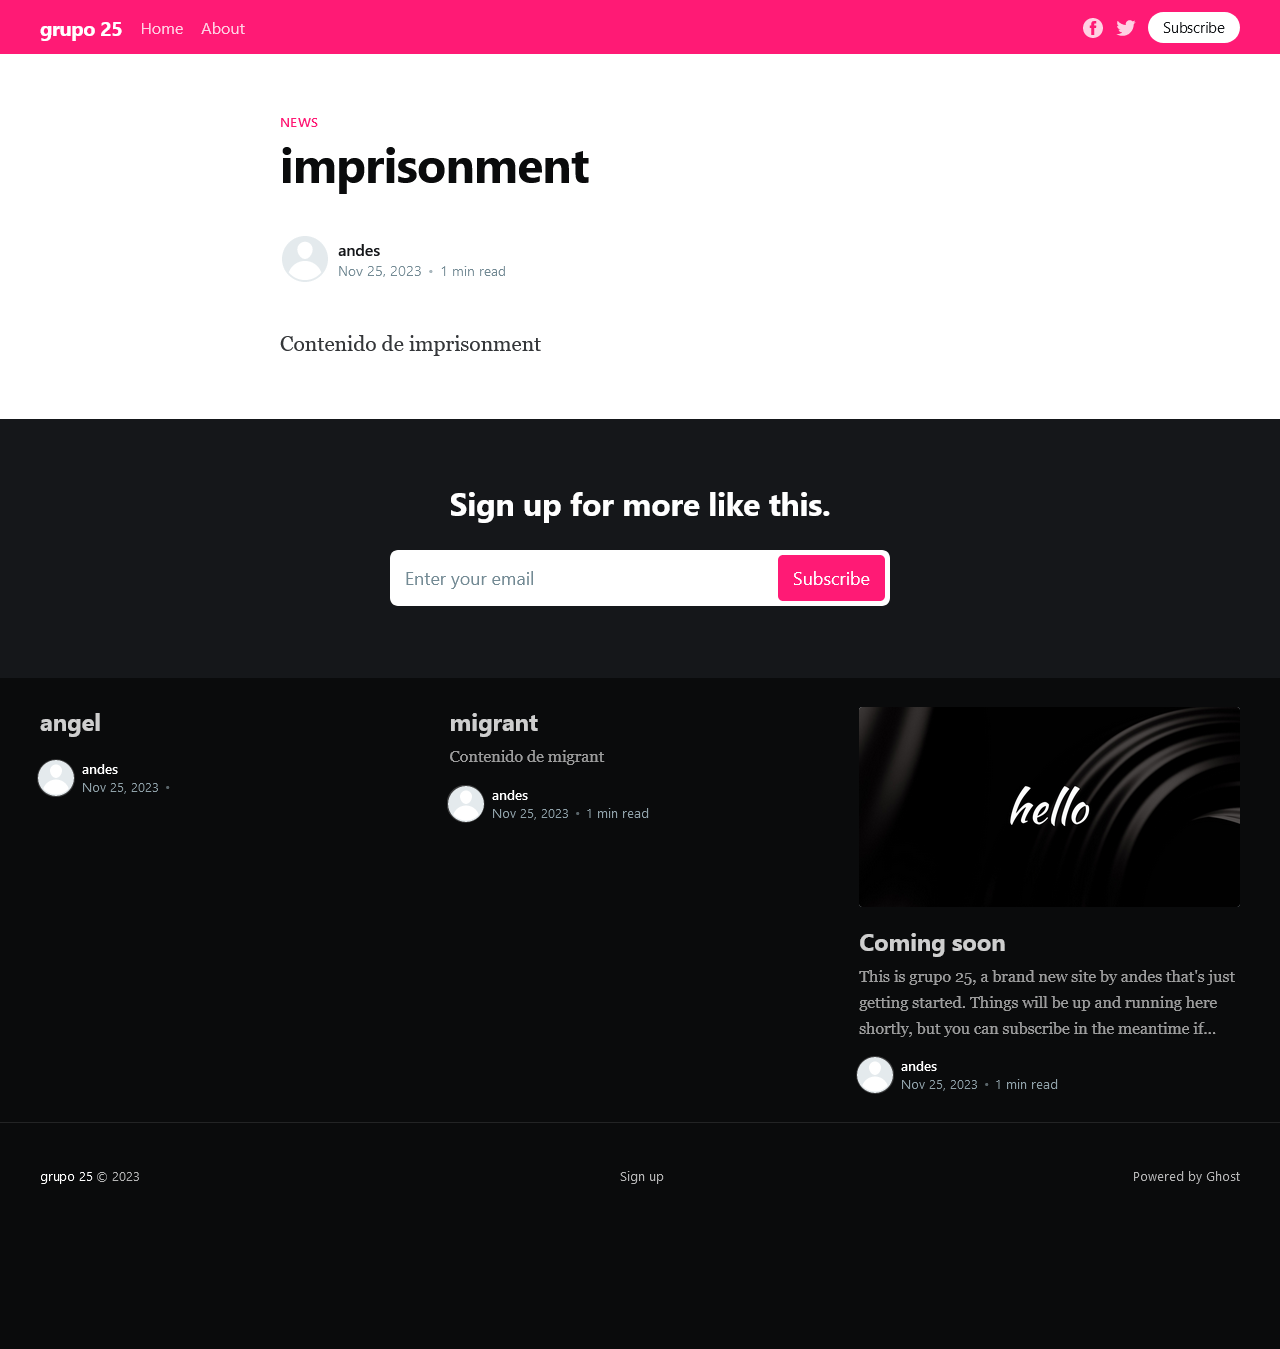 grupo 25 Home About Subscribe
NEWS
imprisonment
andes
Nov 25, 2023 • 1 min read
Contenido de imprisonment
Sign up for more like this.
Enter your email Subscribe
angel
andes
Nov 25, 2023 •
migrant
Contenido de migrant
andes
Nov 25, 2023 • 1 min read
hello
Coming soon
This is grupo 25, a brand new site by andes that's just
getting started. Things will be up and running here
shortly, but you can subscribe in the meantime if...
andes
Nov 25, 2023 • 1 min read
grupo 25 © 2023 Sign up Powered by Ghost